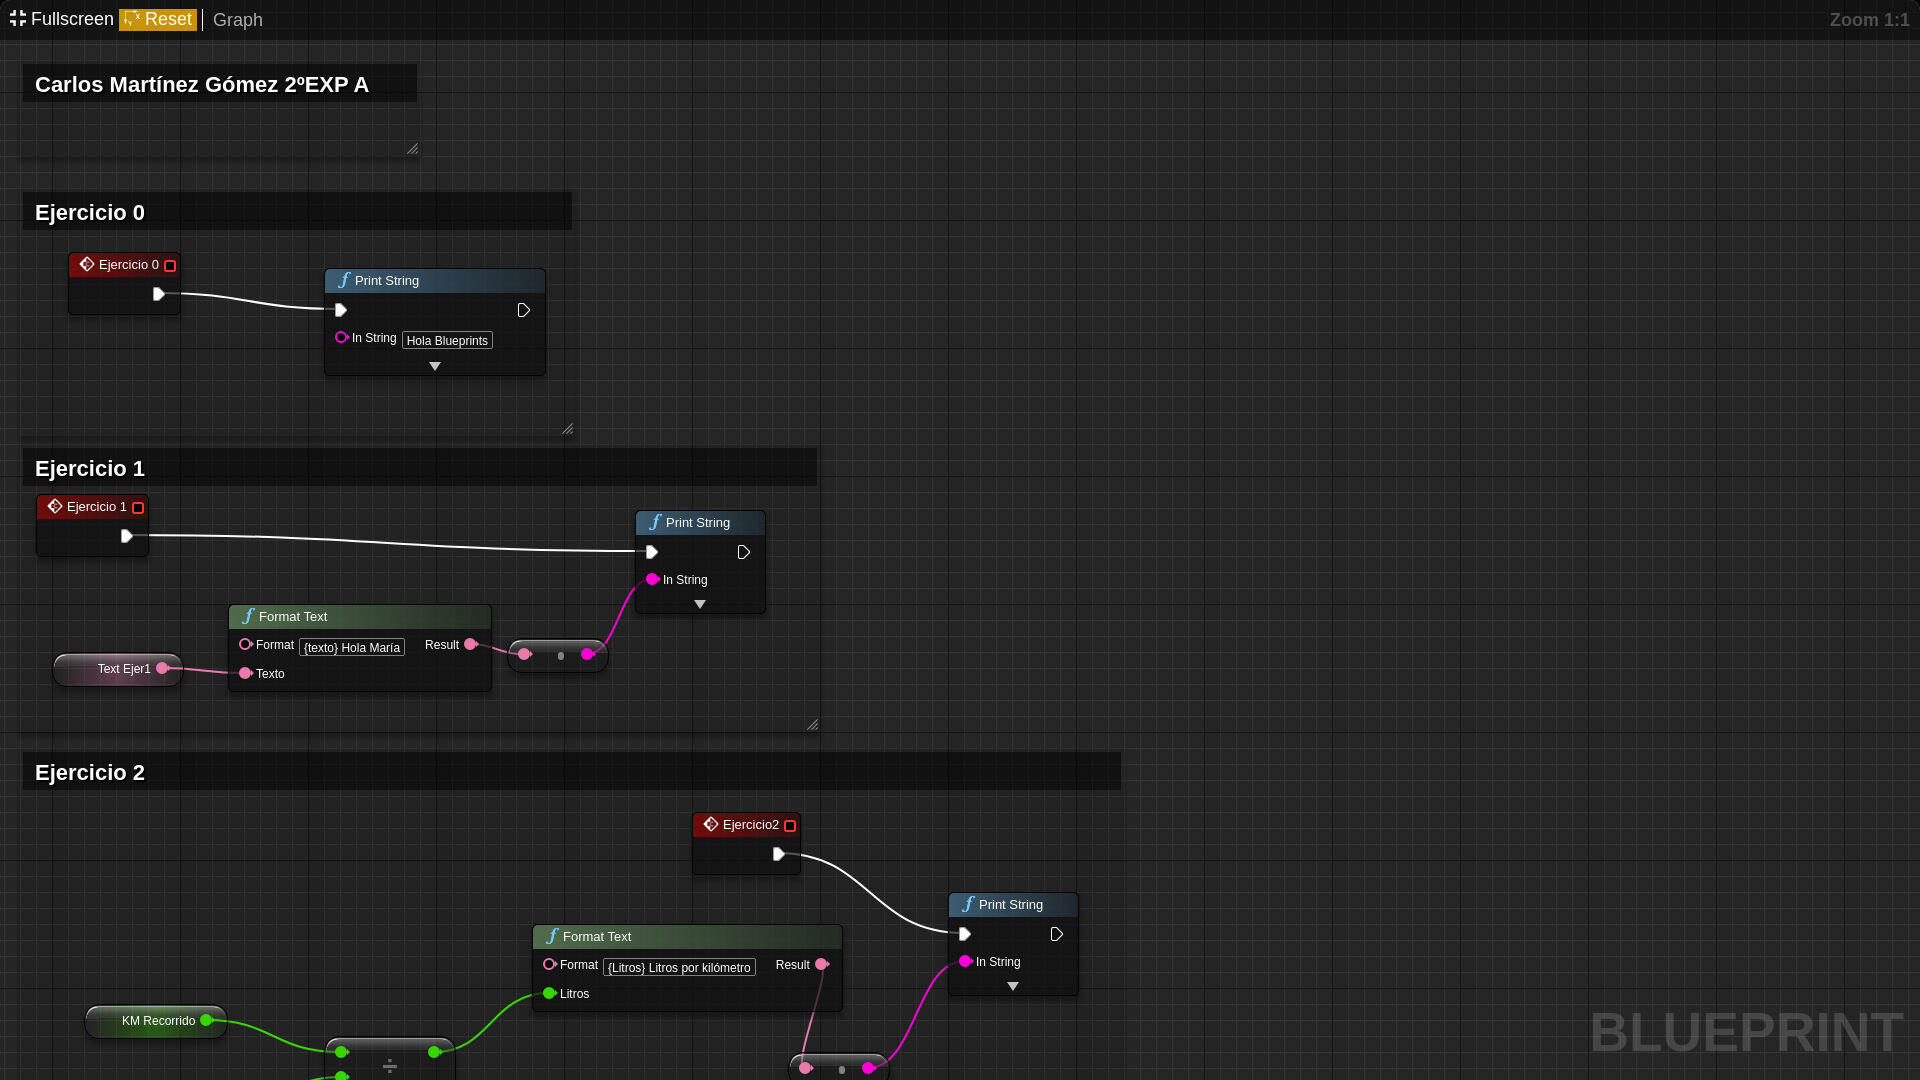 Fullscreen Reset Graph
Zoom 1:1
Carlos Martínez Gómez 2ºEXP A
Ejercicio 0
Ejercicio 0
Print String
In String Hola Blueprints
Ejercicio 1
Ejercicio 1
Print String
In String
Format Text
Format {texto} Hola María Result
Text Ejer1
Texto
Ejercicio 2
Ejercicio2
Print String
In String
Format Text
Format {Litros} Litros por kilómetro Result
Litros
KM Recorrido
÷
BLUEPRINT